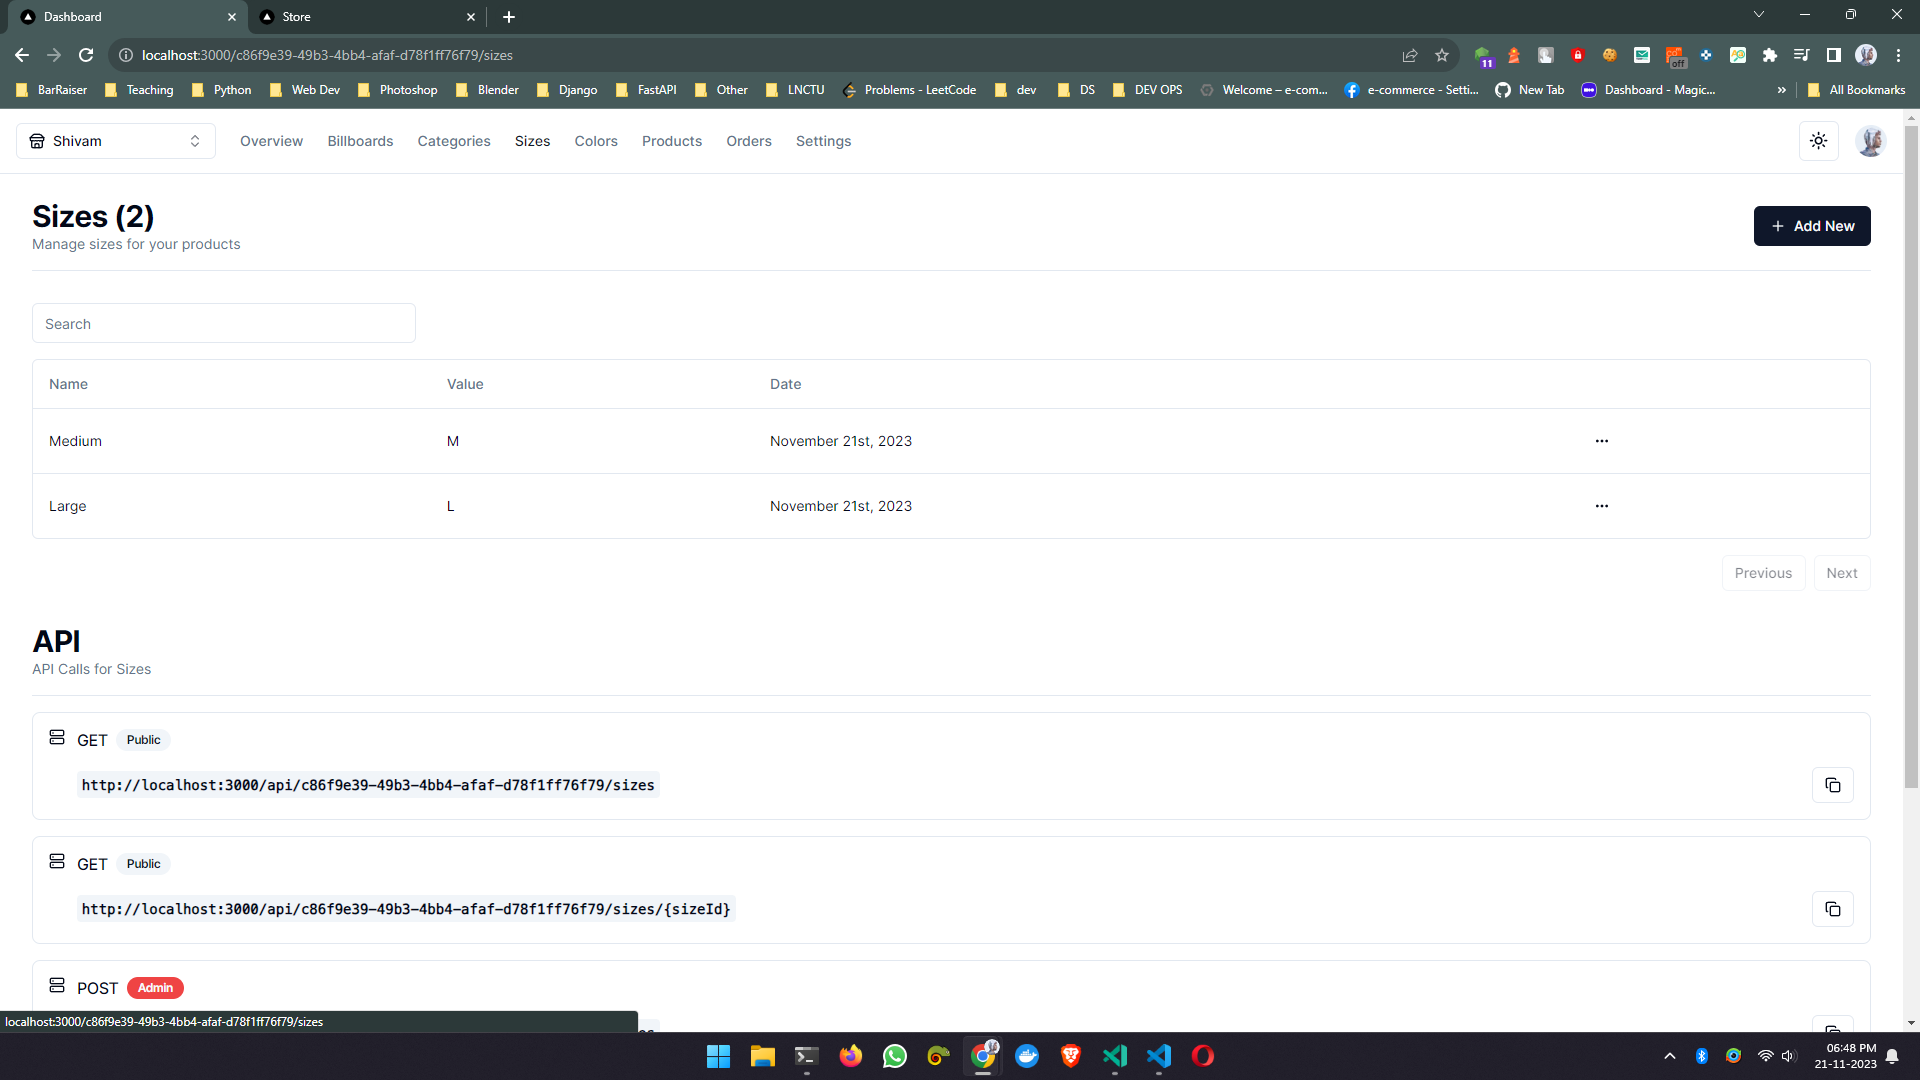 Dashboard
Store
localhost:3000/c86f9e39-49b3-4bb4-afaf-d78f1ff76f79/sizes
11
off
BarRaiser Teaching Python Web Dev Photoshop Blender Django FastAPI Other LNCTU Problems - LeetCode dev DS DEV OPS Welcome – e-com... e-commerce - Setti... New Tab Dashboard - Magic... » All Bookmarks
Shivam Overview Billboards Categories Sizes Colors Products Orders Settings
Sizes (2)
Manage sizes for your products
+ Add New
Search
Name Value Date
Medium M November 21st, 2023 ...
Large L November 21st, 2023 ...
Previous Next
API
API Calls for Sizes
GET Public
http://localhost:3000/api/c86f9e39-49b3-4bb4-afaf-d78f1ff76f79/sizes
GET Public
http://localhost:3000/api/c86f9e39-49b3-4bb4-afaf-d78f1ff76f79/sizes/{sizeId}
POST Admin
localhost:3000/c86f9e39-49b3-4bb4-afaf-d78f1ff76f79/sizes
06:48 PM
21-11-2023